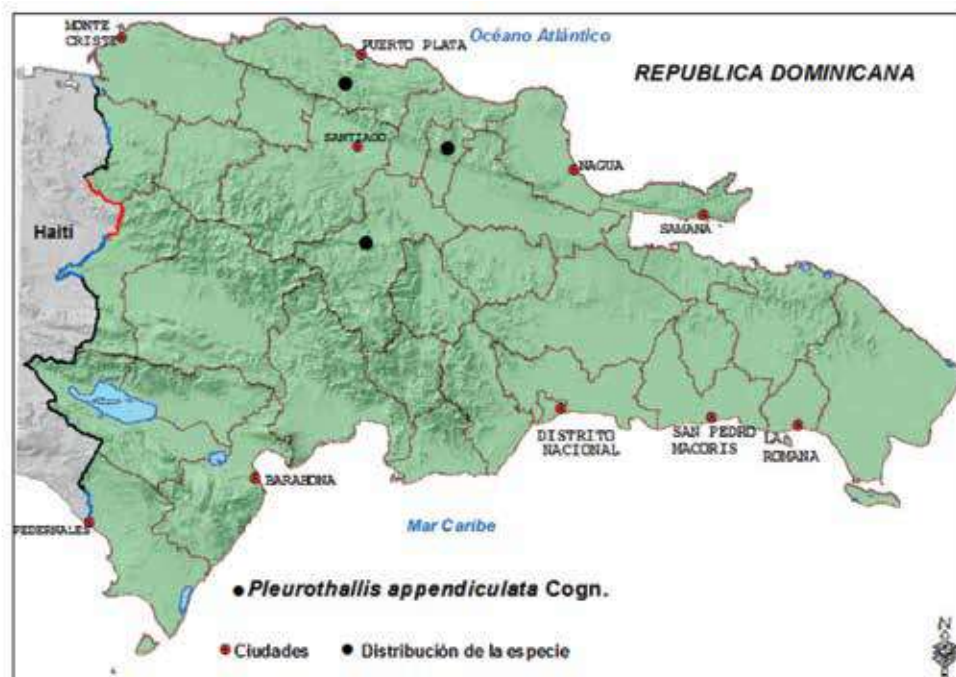 MONTE
CRISTI
PUERTO PLATA
Océano Atlántico
REPUBLICA DOMINICANA
SANTIAGO
NAGUA
SAMANA
Haití
DISTRITO
NACIONAL
SAN PEDRO
MACORIS
LA
ROMANA
BARAHONA
PEDERNALES
Mar Caribe
Pleurothallis appendiculata Cogn.
Ciudades
Distribución de la especie
N